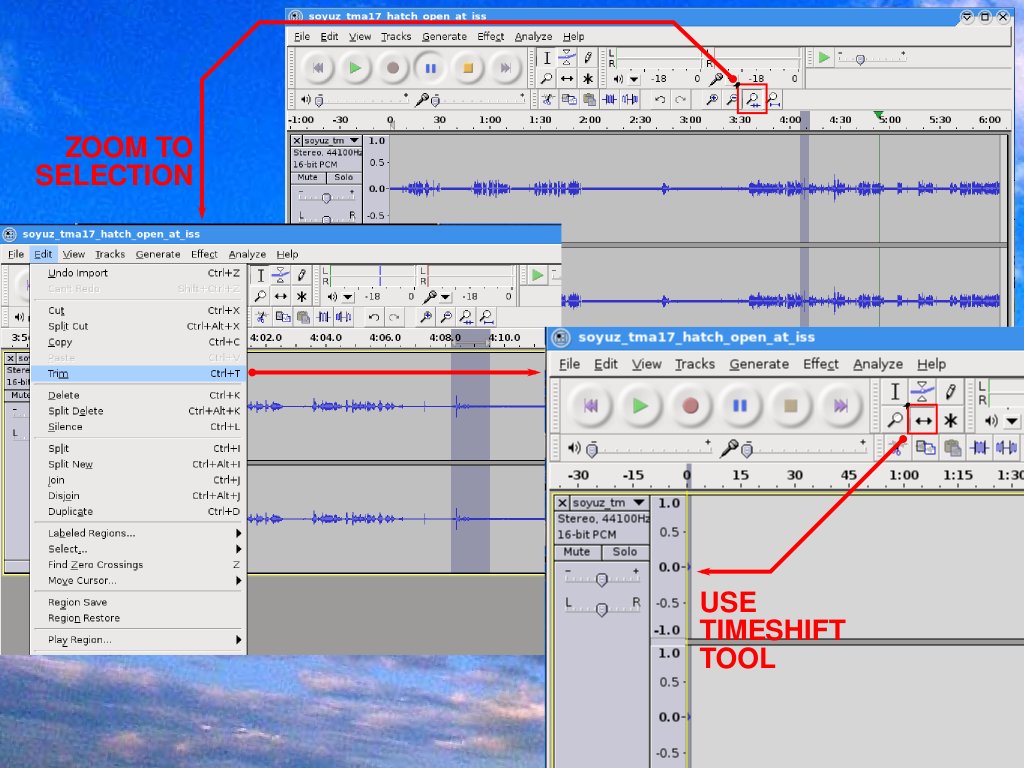 soyuz_tma17_hatch_open_at_iss
File Edit View Tracks Generate Effect Analyze Help
L
R
L
R
-18 0 -18 0
-1:00 -30 0 30 1:00 1:30 2:00 2:30 3:00 3:30 4:00 4:30 5:00 5:30 6:00
soyuz_tm
1.0
Stereo, 44100Hz
16-bit PCM
0.5
Mute Solo
0.0
- +
L R
-0.5
ZOOM TO
SELECTION
soyuz_tma17_hatch_open_at_iss
File Edit View Tracks Generate Effect Analyze Help
L
R
L
R
-18 0 -18 0
4:02.0 4:04.0 4:06.0 4:08.0 4:10.0
Undo Import Ctrl+Z
Can't Redo Shift+Ctrl+Z
Cut Ctrl+X
Split Cut Ctrl+Alt+X
Copy Ctrl+C
Paste Ctrl+V
Trim Ctrl+T
Delete Ctrl+K
Split Delete Ctrl+Alt+K
Silence Ctrl+L
Split Ctrl+I
Split New Ctrl+Alt+I
Join Ctrl+J
Disjoin Ctrl+Alt+J
Duplicate Ctrl+D
Labeled Regions...
Select...
Find Zero Crossings Z
Move Cursor...
Region Save
Region Restore
Play Region...
soyuz_tma17_hatch_open_at_iss
File Edit View Tracks Generate Effect Analyze Help
L
R
- + - +
-30 -15 0 15 30 45 1:00 1:15 1:30
soyuz_tm
1.0
Stereo, 44100Hz
16-bit PCM
0.5
Mute Solo
- +
0.0
L R
-0.5
-1.0
1.0
0.5
0.0
-0.5
USE
TIMESHIFT
TOOL